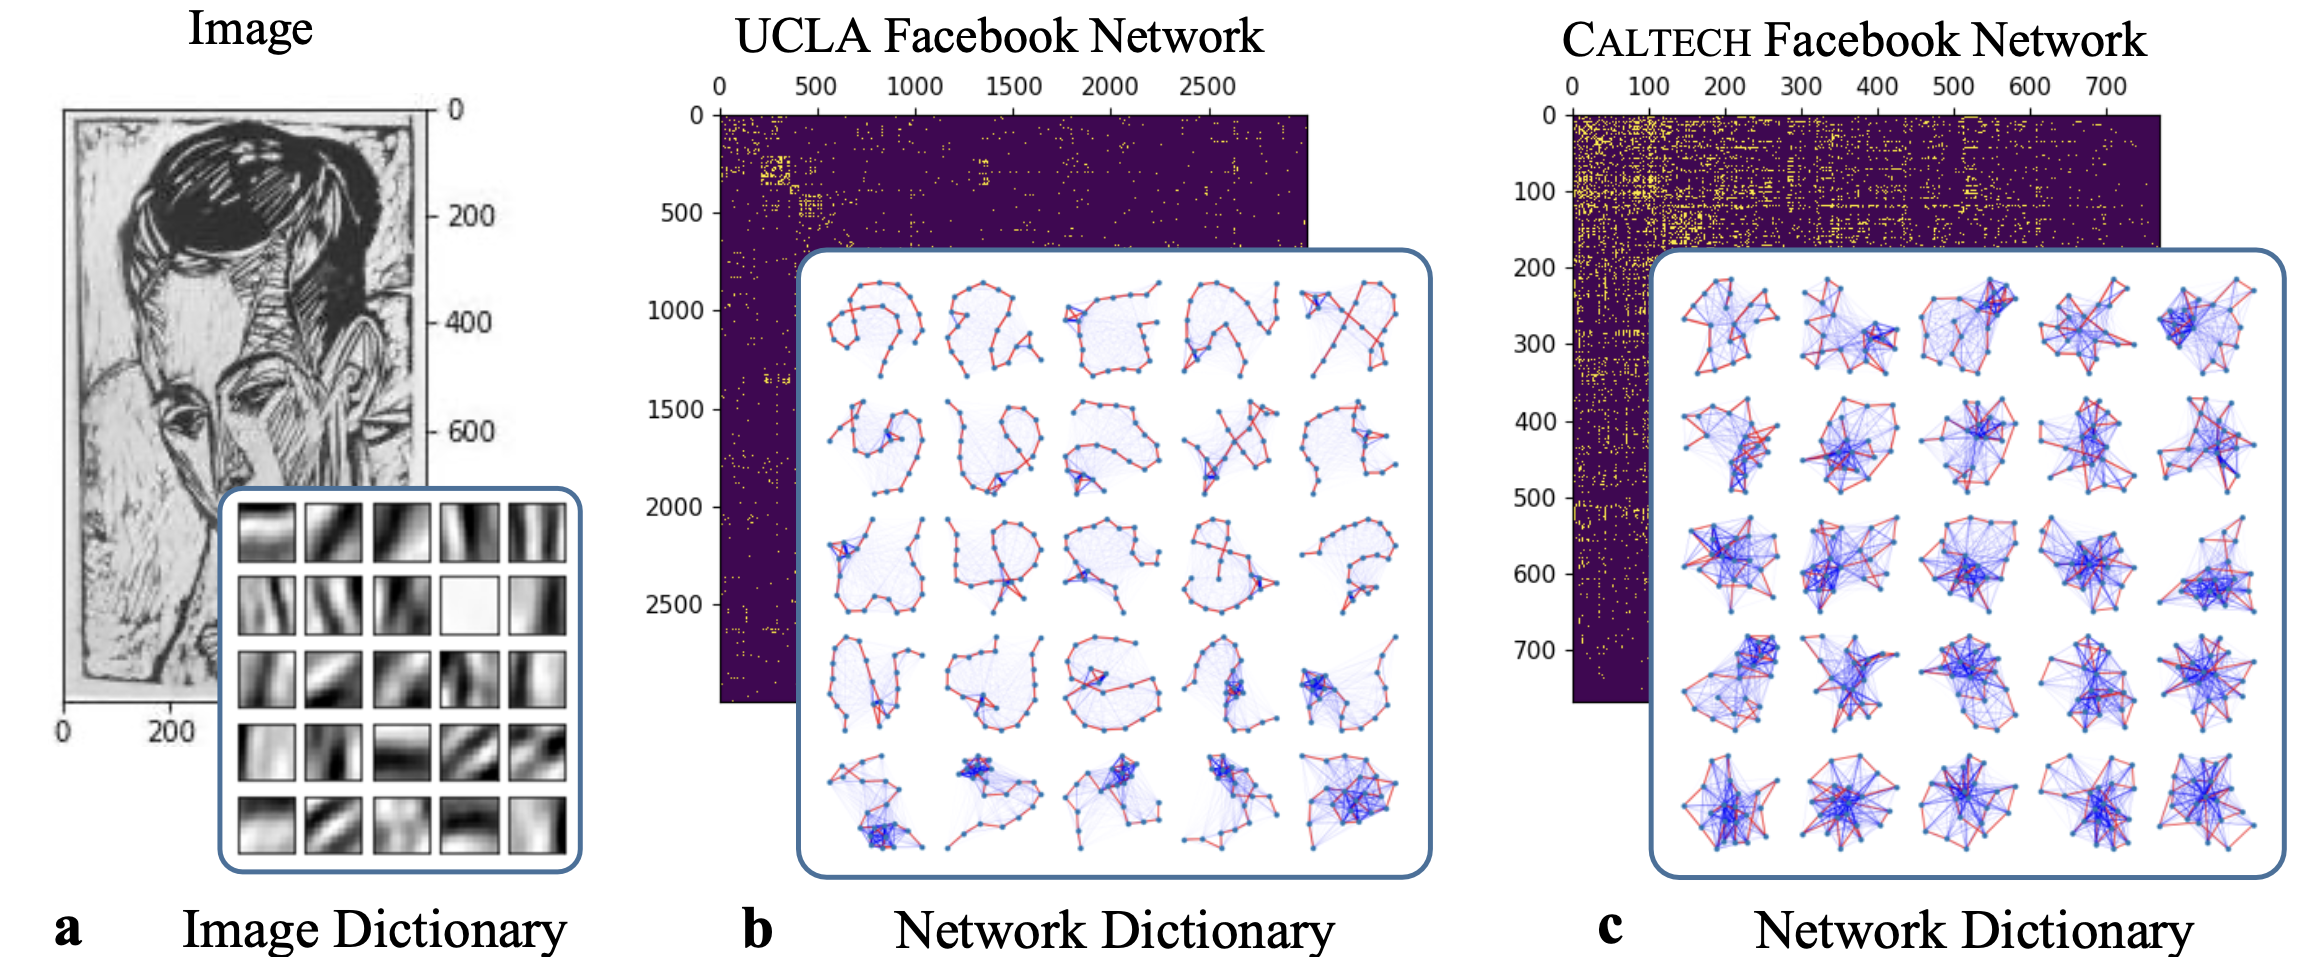 Image
0
200
400
600
0
200
a Image Dictionary
UCLA Facebook Network
0 500 1000 1500 2000 2500
0
500
1000
1500
2000
2500
b Network Dictionary
CALTECH Facebook Network
0 100 200 300 400 500 600 700
0
100
200
300
400
500
600
700
c Network Dictionary